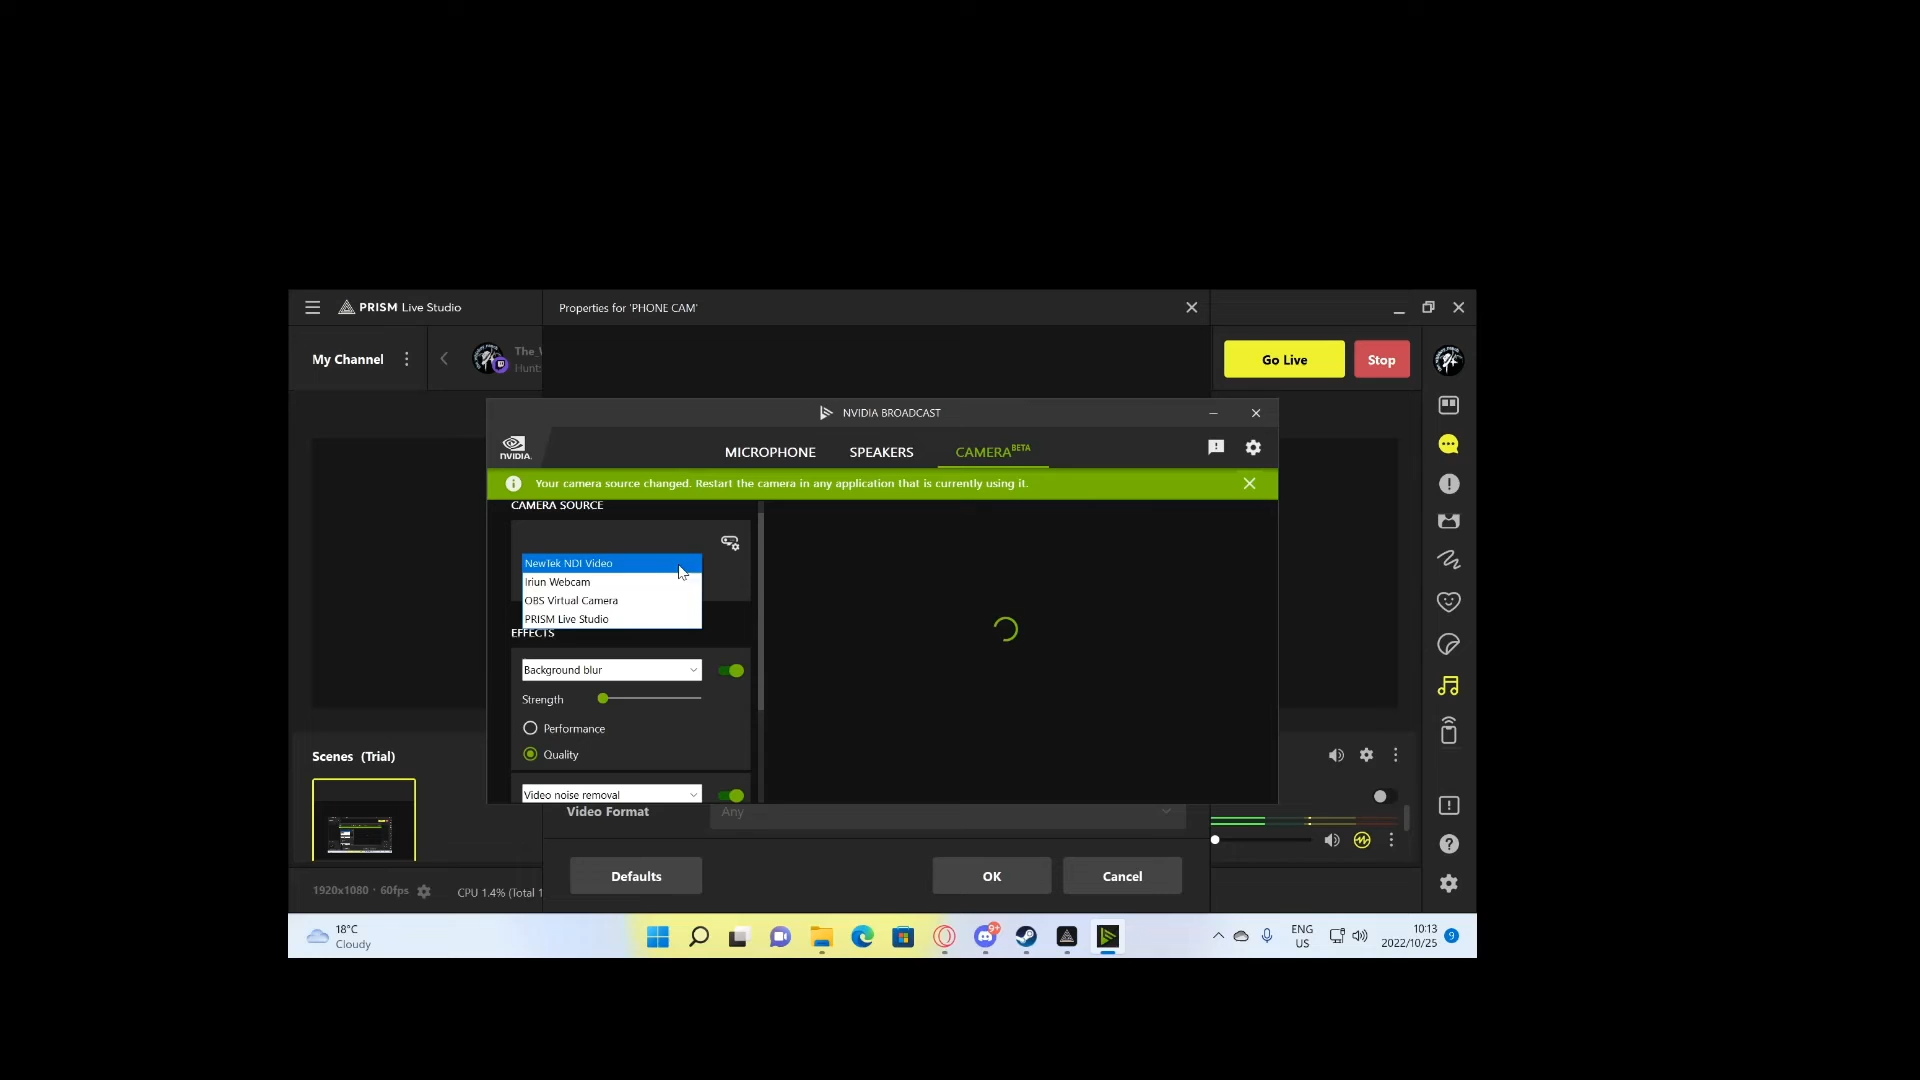 PRISM Live Studio
Properties for 'PHONE CAM'
My Channel
The_
Hunt:
Go Live
Stop
NVIDIA BROADCAST
NVIDIA.
MICROPHONE
SPEAKERS
CAMERA BETA
Your camera source changed. Restart the camera in any application that is currently using it.
CAMERA SOURCE
NewTek NDI Video
Iriun Webcam
OBS Virtual Camera
PRISM Live Studio
EFFECTS
Background blur
Strength
Performance
Quality
Scenes (Trial)
Video noise removal
Video Format
Any
Defaults
OK
Cancel
1920x1080 · 60fps
CPU 1.4% (Total 1
18°C
Cloudy
9+
ENG
US
10:13
2022/10/25
9